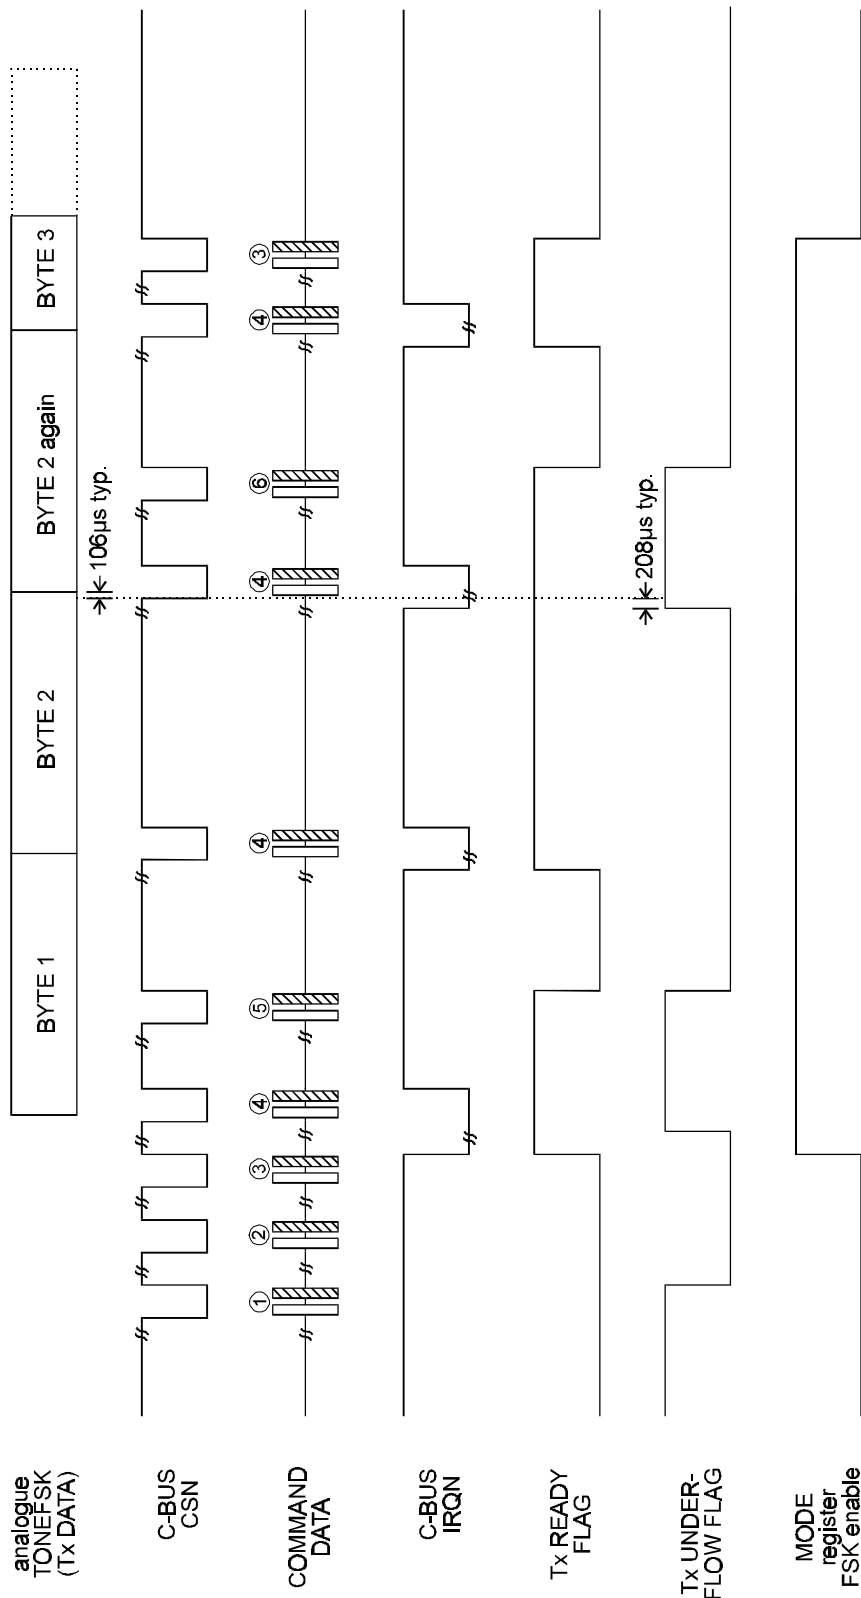 analogue
TONEFSK
(Tx DATA)
BYTE 1
BYTE 2
BYTE 2 again
BYTE 3
106µs typ.
C-BUS
CSN
① ② ③ ④ ⑤ ④ ④ ⑥ ④ ③
COMMAND
DATA
C-BUS
IRQN
Tx READY
FLAG
208µs typ.
Tx UNDER-
FLOW FLAG
MODE
register
FSK enable